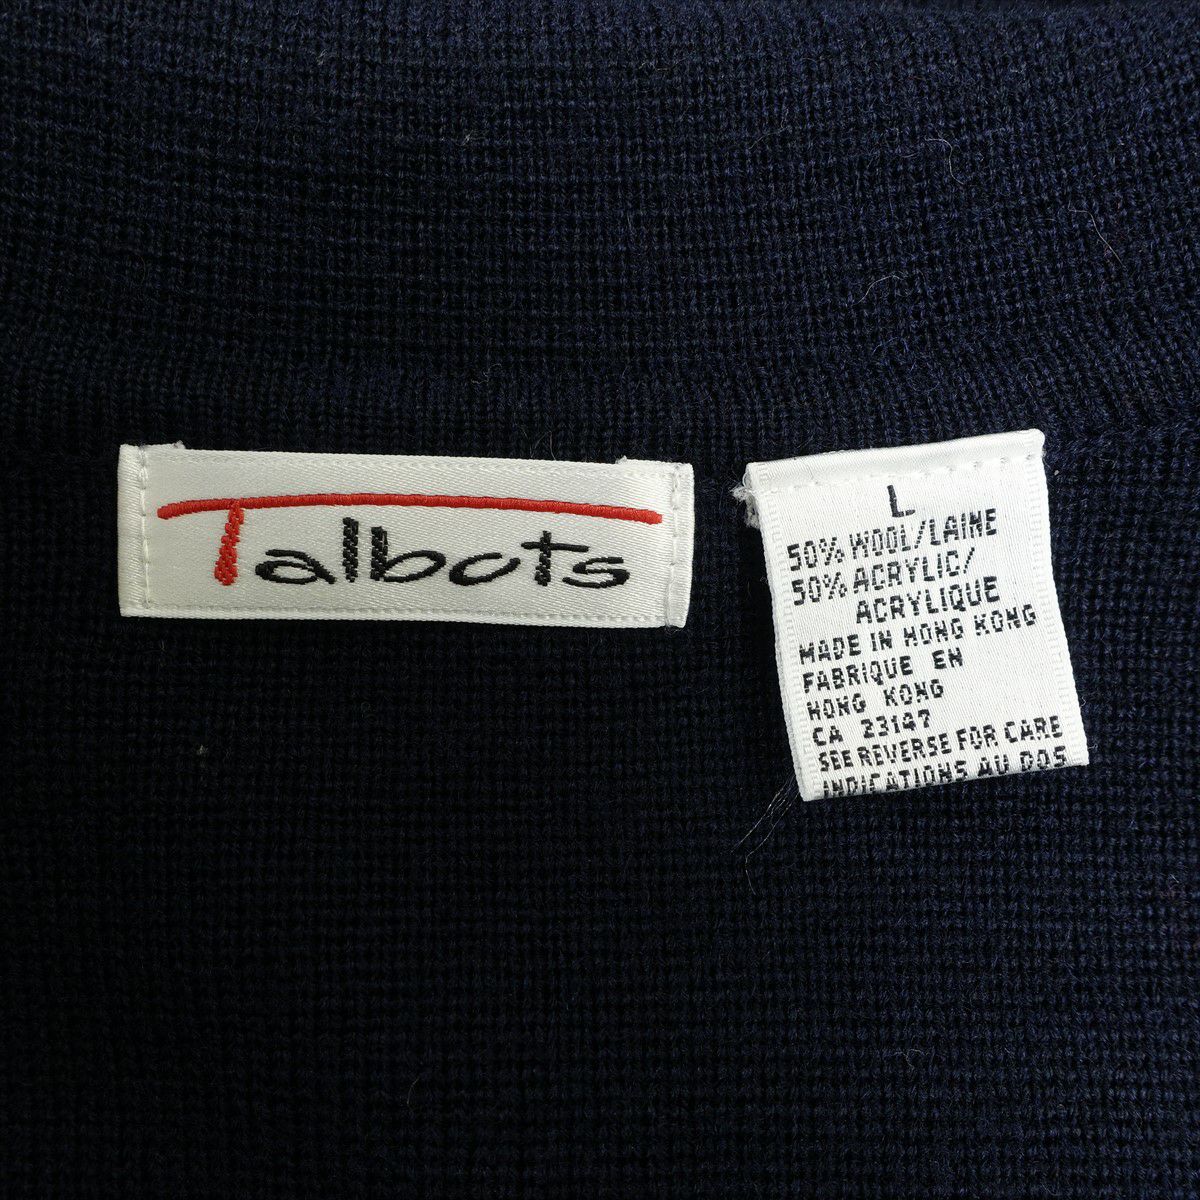 Talbots
L
50% WOOL/LAINE
50% ACRYLIC/
ACRYLIQUE
MADE IN HONG KONG
FABRIQUE EN
HONG KONG
CA 23147
SEE REVERSE FOR CARE
INDICATIONS AU DOS